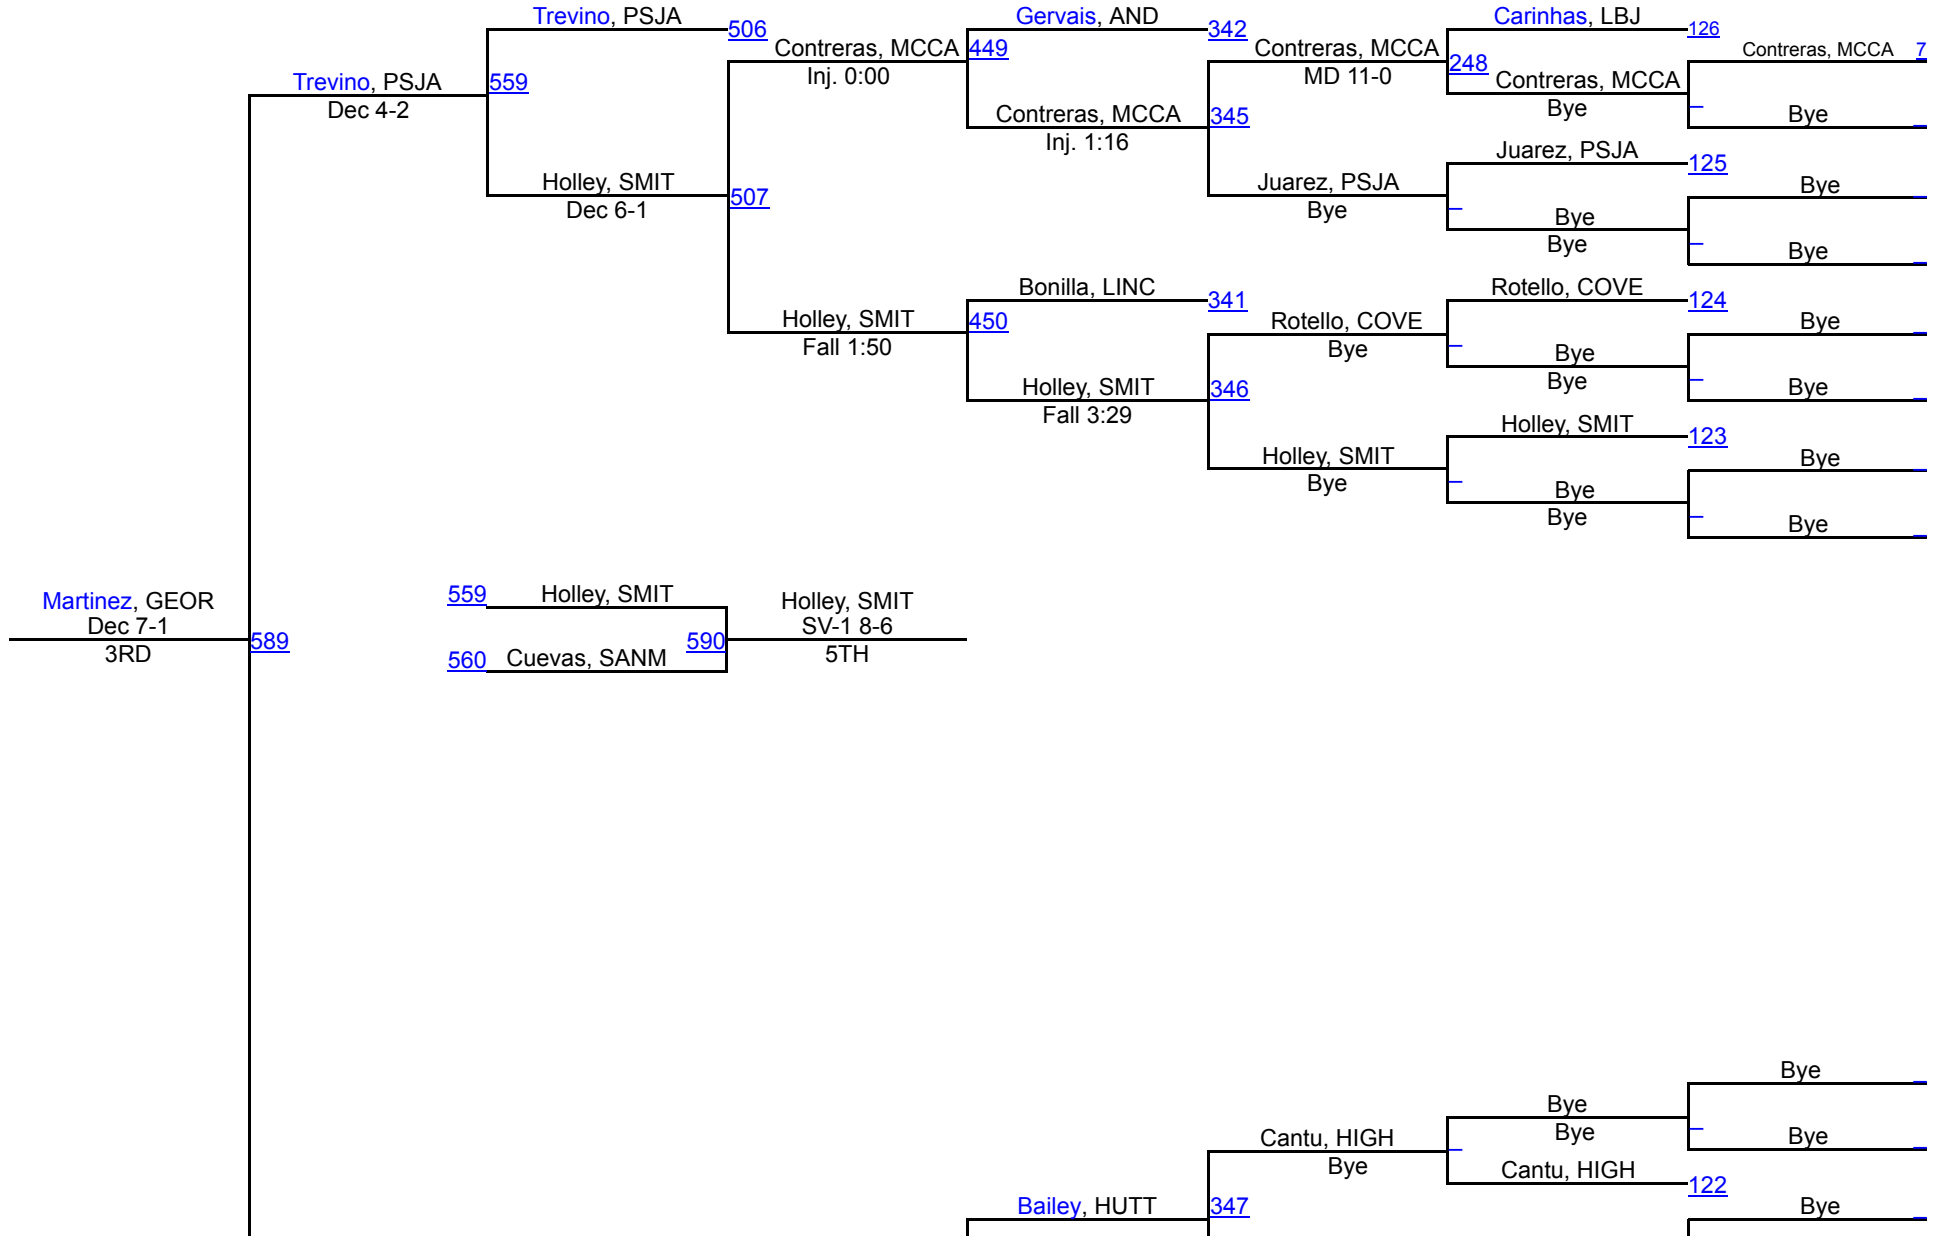 Trevino, PSJA
506
Gervais, AND
342
Carinhas, LBJ
126
Contreras, MCCA
449
Contreras, MCCA
Contreras, MCCA 7
Inj. 0:00
MD 11-0
248
Trevino, PSJA
559
Contreras, MCCA
Dec 4-2
Bye
Contreras, MCCA
345
Bye
Inj. 1:16
Juarez, PSJA
125
Holley, SMIT
507
Juarez, PSJA
Bye
Dec 6-1
Bye
Bye
Bye
Bye
Bonilla, LINC
341
Rotello, COVE
124
Holley, SMIT
450
Rotello, COVE
Bye
Fall 1:50
Bye
Bye
Holley, SMIT
346
Bye
Bye
Fall 3:29
Holley, SMIT
123
Holley, SMIT
Bye
Bye
Bye
Bye
Bye
Martinez, GEOR
Dec 7-1
3RD
589
559
Holley, SMIT
560
Cuevas, SANM
590
Holley, SMIT
SV-1 8-6
5TH
Bye
Bye
Bye
Bye
Cantu, HIGH
Bye
Cantu, HIGH
122
Bailey, HUTT
347
Bye